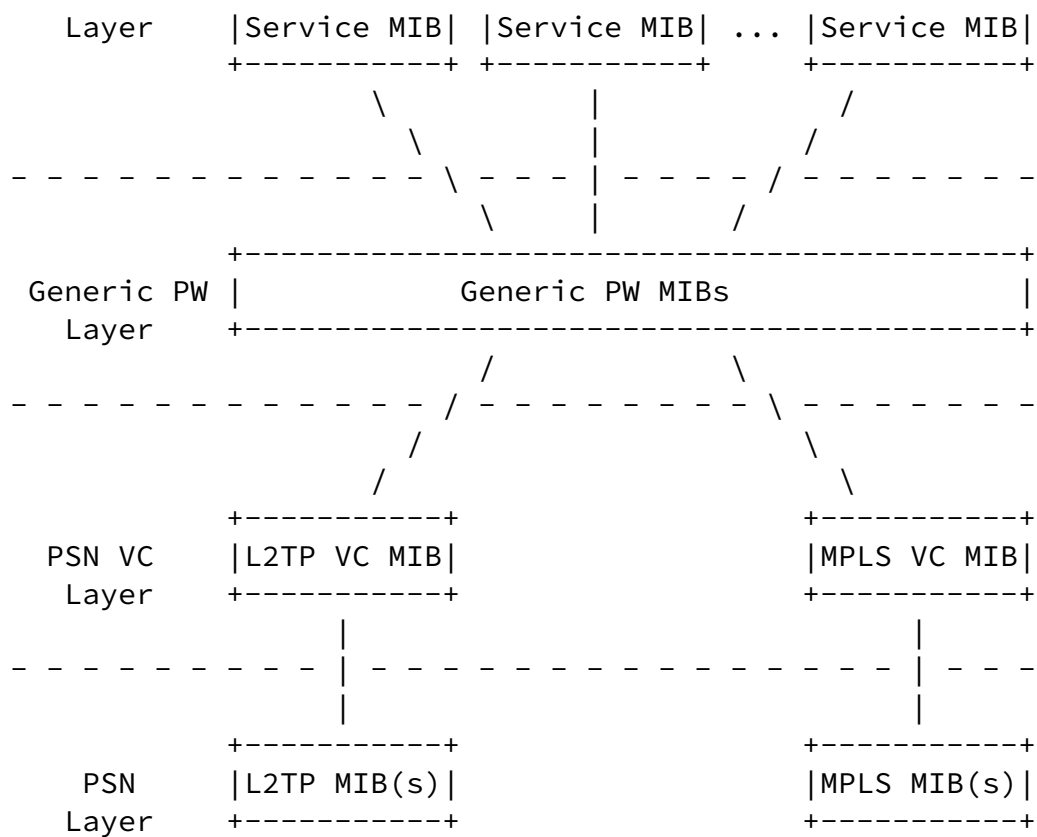 Layer |Service MIB| |Service MIB| ... |Service MIB|
Generic PW | Generic PW MIBs |
Layer
PSN VC |L2TP VC MIB| |MPLS VC MIB|
Layer
PSN |L2TP MIB(s)| |MPLS MIB(s)|
Layer